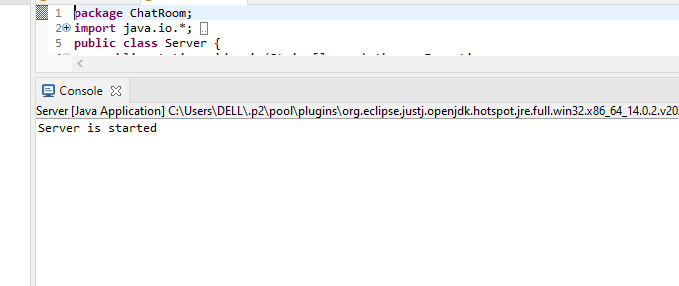 1 package ChatRoom;
2 import java.io.*;
5 public class Server {
Console
Server [Java Application] C:\Users\DELL\.p2\pool\plugins\org.eclipse.justj.openjdk.hotspot.jre.full.win32.x86_64_14.0.2.v20
Server is started